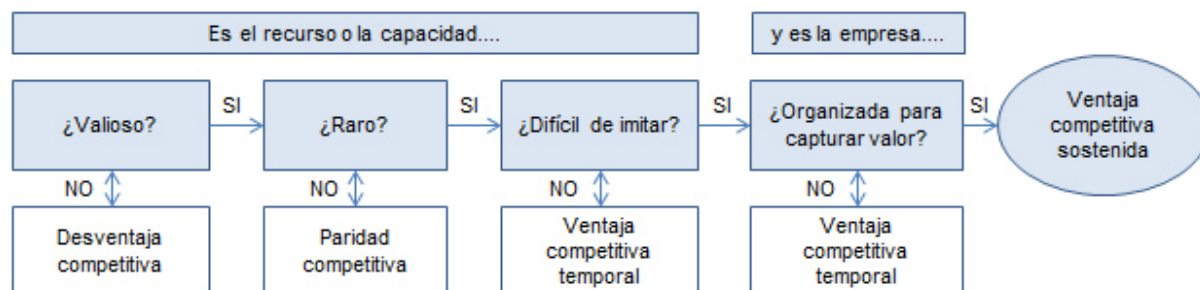 Es el recurso o la capacidad....
y es la empresa....
¿Valioso?
SI
¿Raro?
SI
¿Difícil de imitar?
SI
¿Organizada para
capturar valor?
SI
Ventaja
competitiva
sostenida
NO
NO
NO
NO
Desventaja
competitiva
Paridad
competitiva
Ventaja
competitiva
temporal
Ventaja
competitiva
temporal